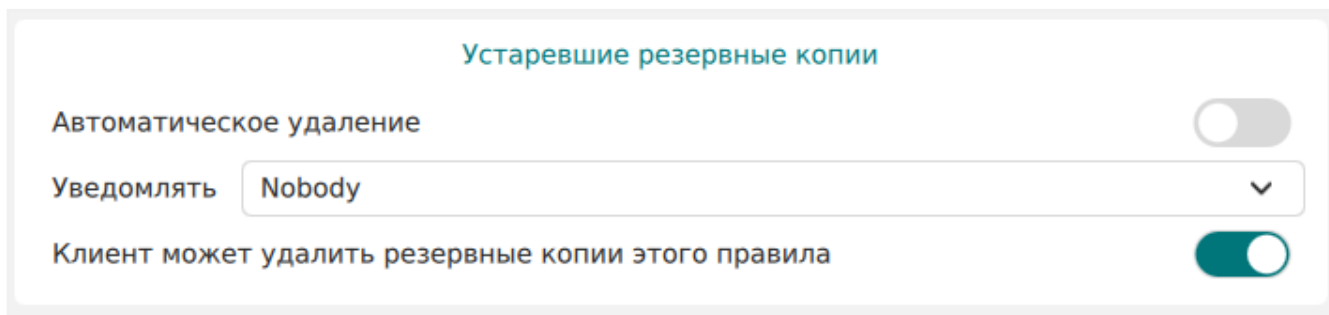 Устаревшие резервные копии
Автоматическое удаление
Уведомлять Nobody
Клиент может удалить резервные копии этого правила